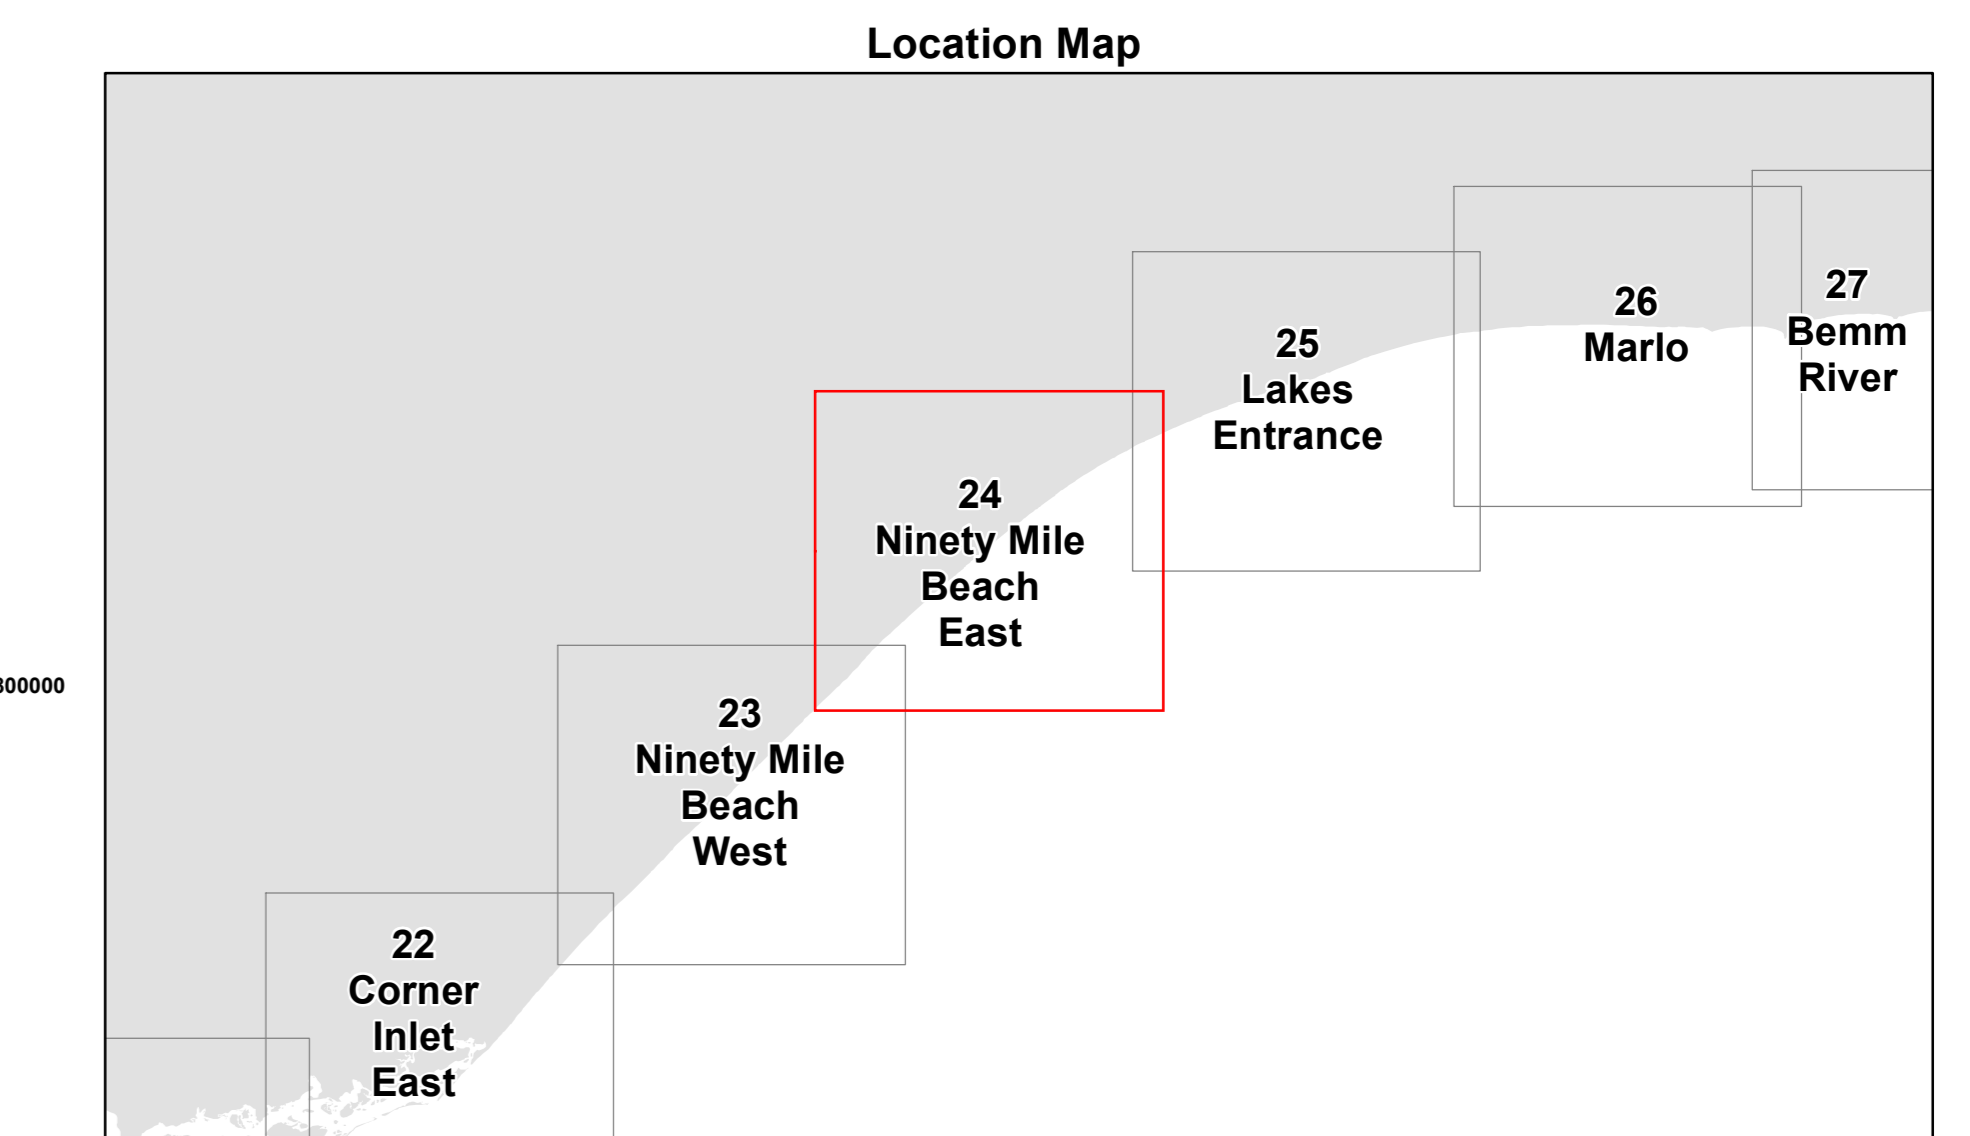 Location Map
27
Bemm
River
26
Marlo
25
Lakes
Entrance
24
Ninety Mile
Beach
East
23
Ninety Mile
Beach
West
22
Corner
Inlet
East